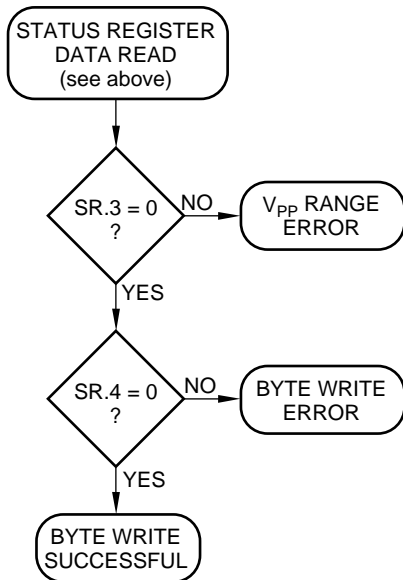 STATUS REGISTER
DATA READ
(see above)
SR.3 = 0
?
NO
VPP RANGE
ERROR
YES
SR.4 = 0
?
NO
BYTE WRITE
ERROR
YES
BYTE WRITE
SUCCESSFUL